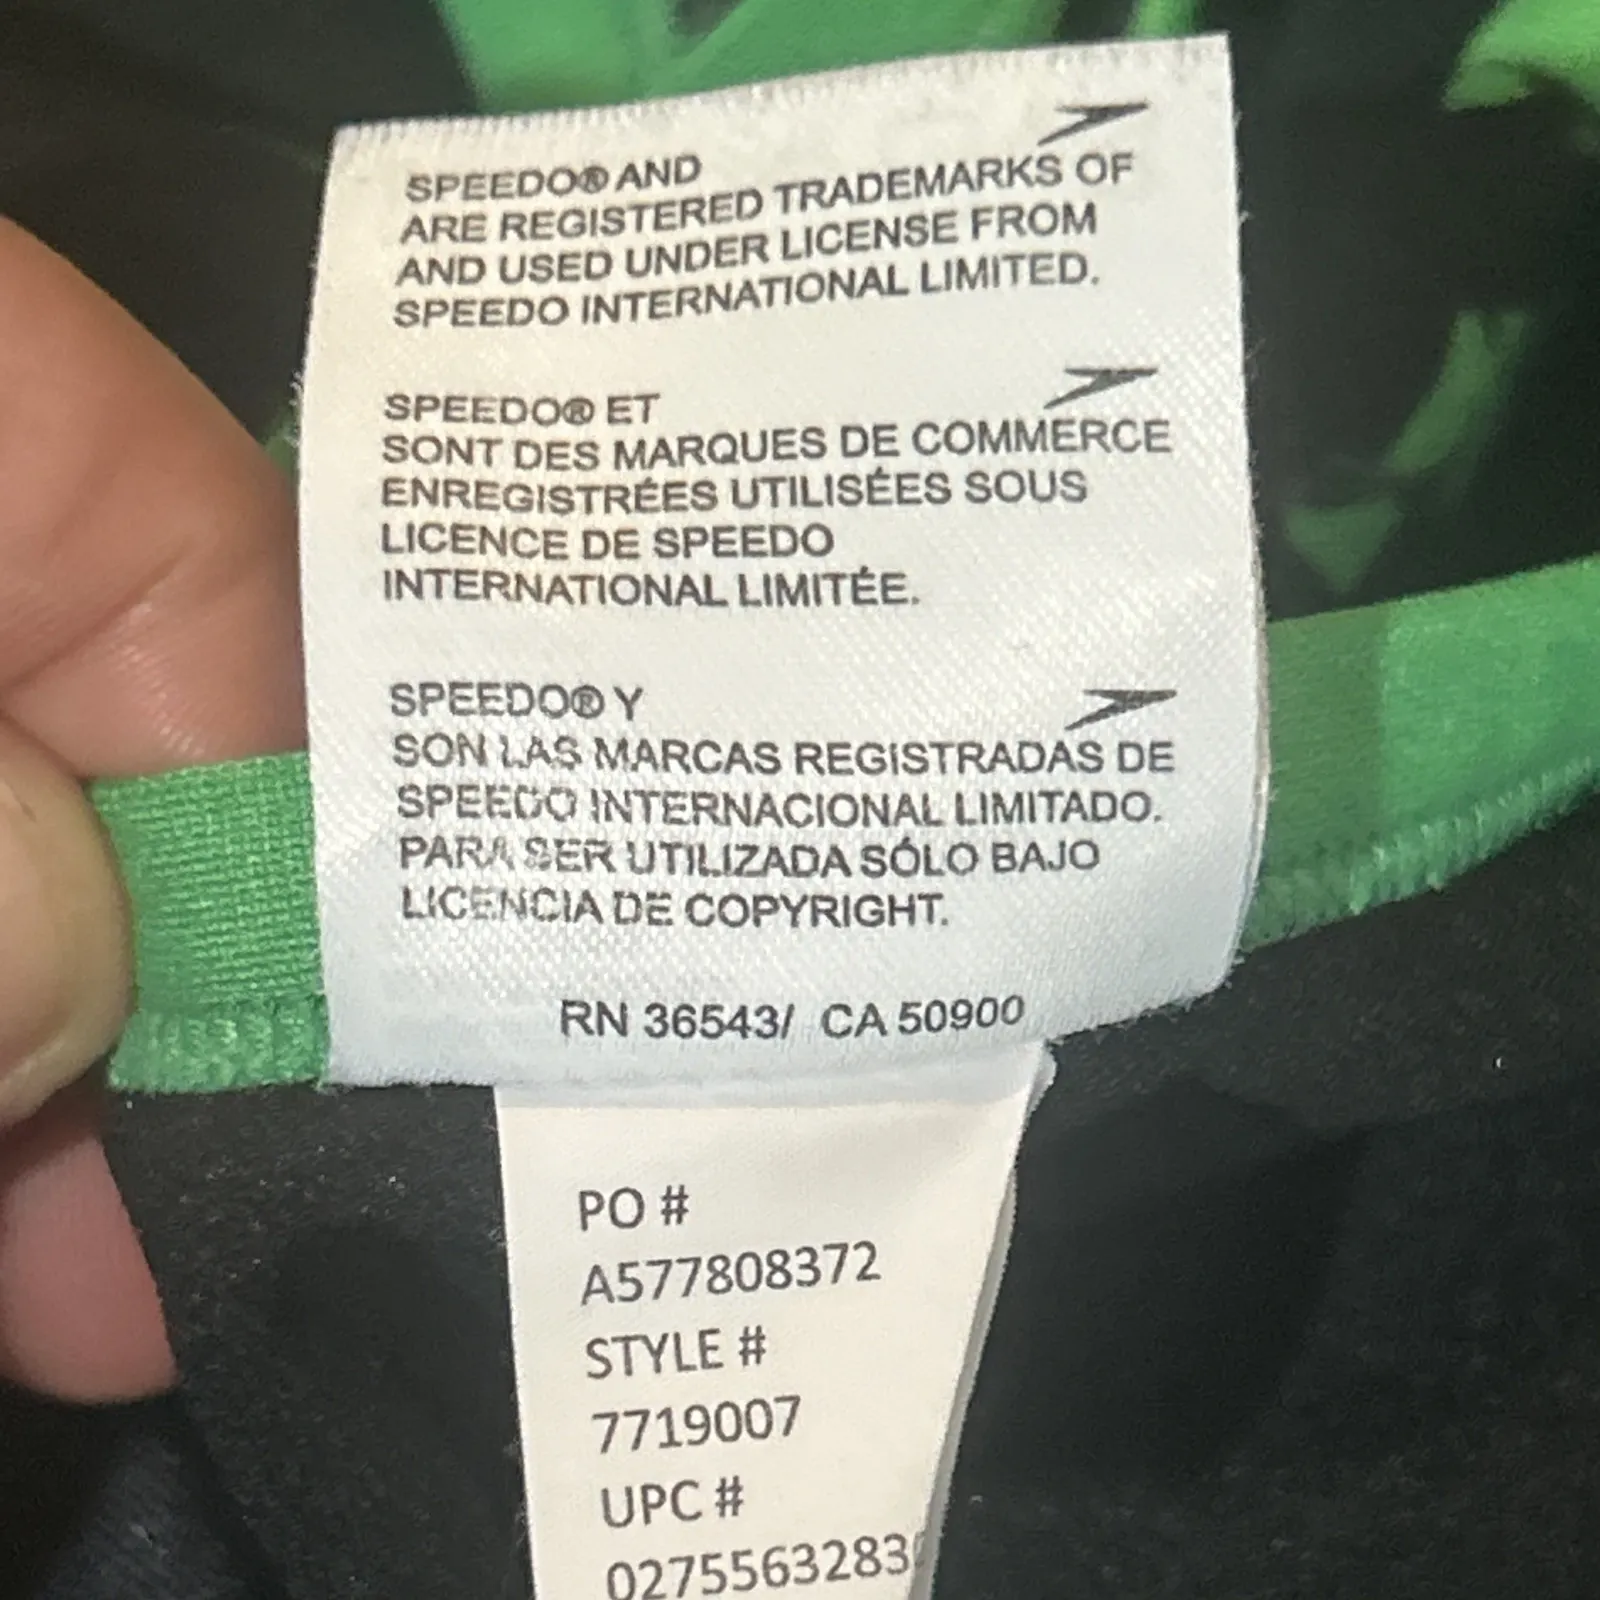 SPEEDO® AND
ARE REGISTERED TRADEMARKS OF
AND USED UNDER LICENSE FROM
SPEEDO INTERNATIONAL LIMITED.
SPEEDO® ET
SONT DES MARQUES DE COMMERCE
ENREGISTRÉES UTILISÉES SOUS
LICENCE DE SPEEDO
INTERNATIONAL LIMITÉE.
SPEEDO® Y
SON LAS MARCAS REGISTRADAS DE
SPEEDO INTERNACIONAL LIMITADO.
PARA SER UTILIZADA SÓLO BAJO
LICENCIA DE COPYRIGHT.
RN 36543/ CA 50900
PO #
A577808372
STYLE #
7719007
UPC #